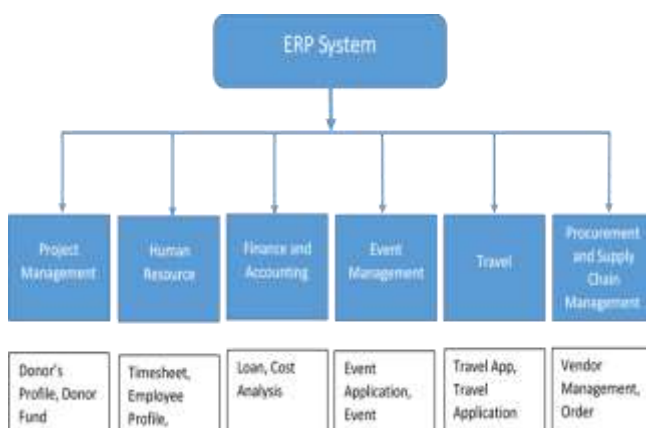 ERP System
Project
Management
Human
Resource
Finance and
Accounting
Event
Management
Travel
Procurement
and Supply
Chain
Management
Donor's
Profile, Donor
Fund
Timesheet,
Employee
Profile,
Loan, Cost
Analysis
Event
Application,
Event
Travel App,
Travel
Application
Vendor
Management,
Order